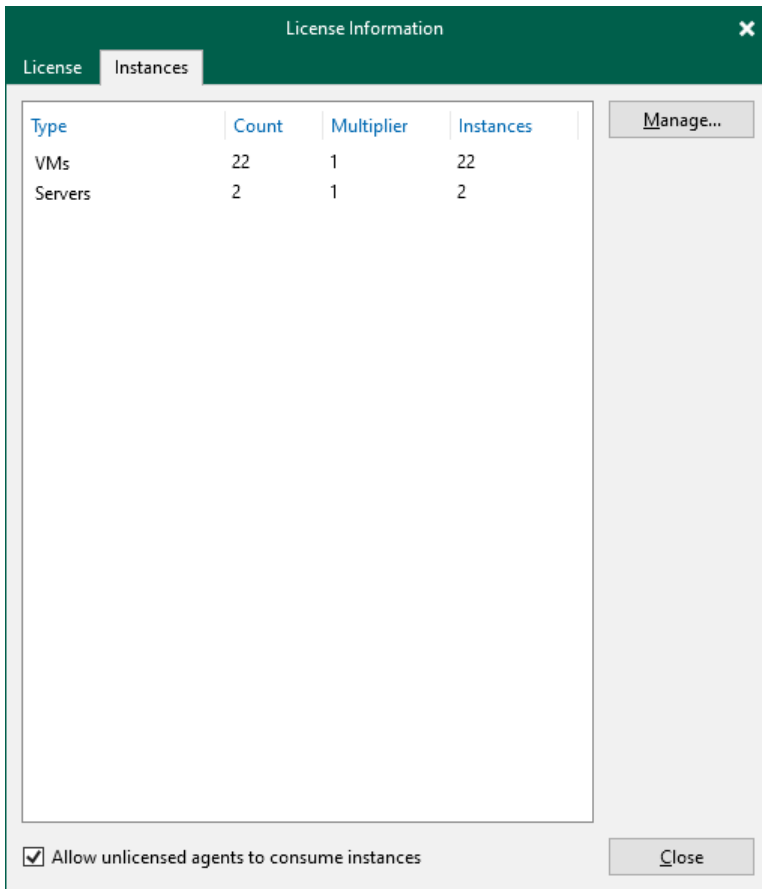 License Information
License Instances
Type Count Multiplier Instances Manage...
VMs 22 1 22
Servers 2 1 2
Allow unlicensed agents to consume instances Close